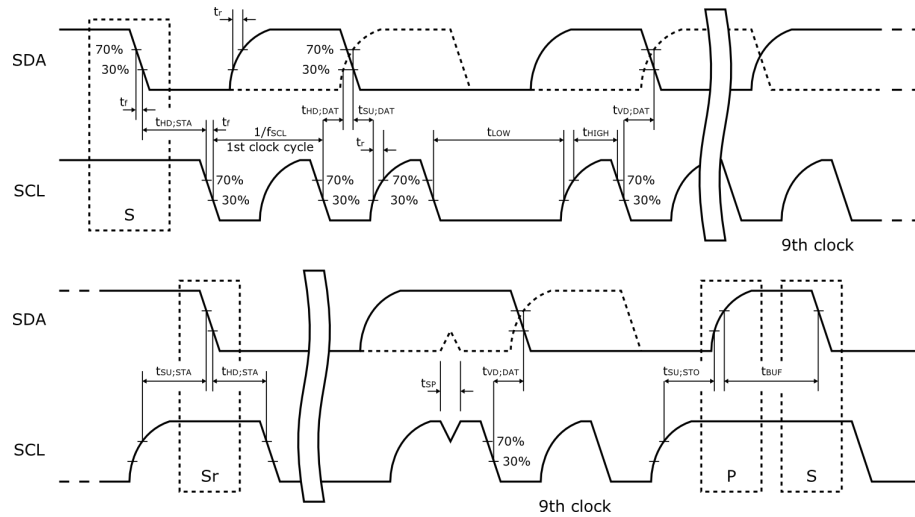 tr
SDA
70%
30%
70%
30%
tf
tHD;STA
tf
1/fSCL
1st clock cycle
tHD;DAT
tSU;DAT
tr
tLOW
tHIGH
tVD;DAT
SCL
70%
30%
70%
30%
70%
30%
70%
30%
S
9th clock
SDA
tSU;STA
tHD;STA
tSP
tVD;DAT
tSU;STO
tBUF
SCL
70%
30%
Sr
P
S
9th clock